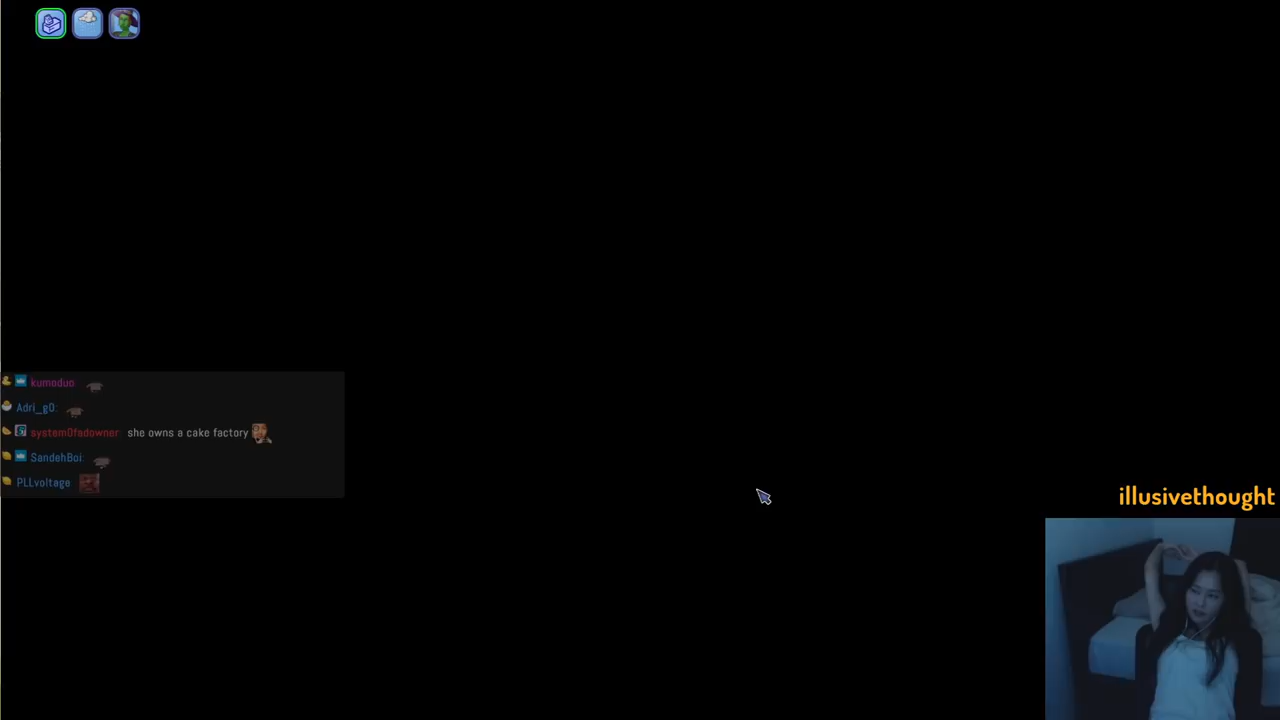 kumoduo
Adri_g0:
system0fadowner: she owns a cake factory
SandehBoi:
PLLvoltage
illusivethought